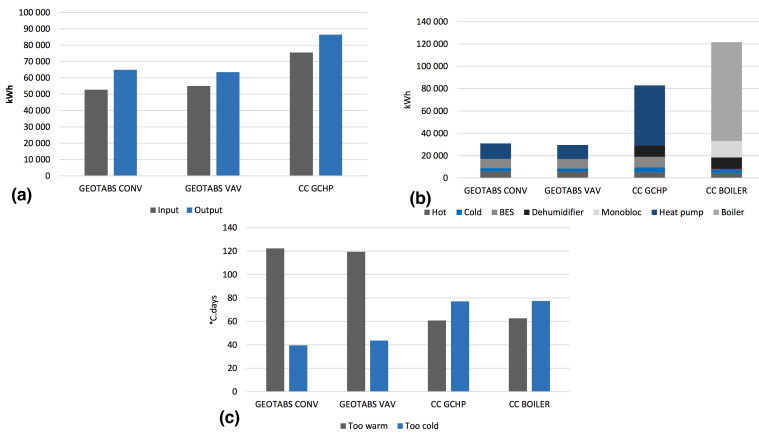 100 000
90 000
80 000
70 000
60 000
50 000
40 000
30 000
20 000
10 000
0
kWh
GEOTABS CONV GEOTABS VAV CC GCHP
(a)
Input Output
140 000
120 000
100 000
80 000
60 000
40 000
20 000
0
kWh
GEOTABS CONV GEOTABS VAV CC GCHP CC BOILER
(b)
Hot Cold BES Dehumidifier Monobloc Heat pump Boiler
140
120
100
80
60
40
20
0
°C.days
GEOTABS CONV GEOTABS VAV CC GCHP CC BOILER
(c)
Too warm Too cold